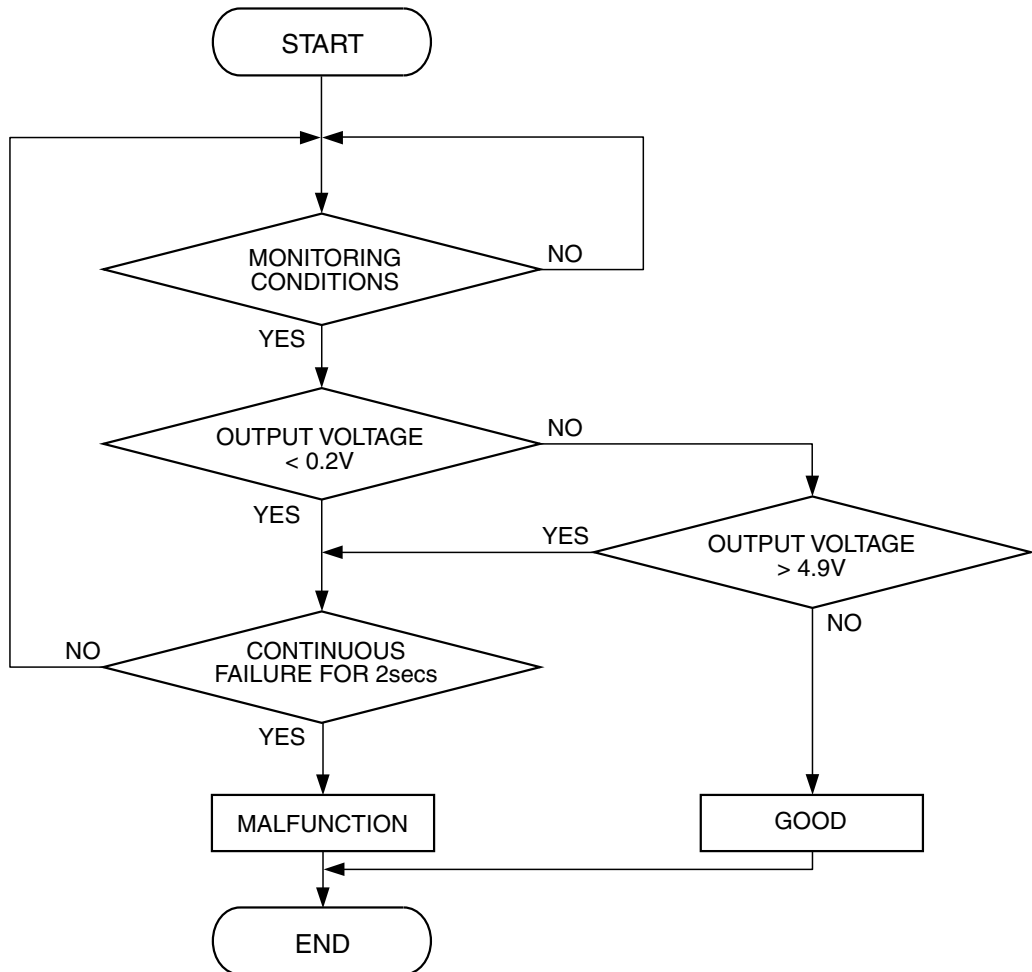 START
MONITORING
CONDITIONS
NO
YES
OUTPUT VOLTAGE
< 0.2V
NO
YES
YES
OUTPUT VOLTAGE
> 4.9V
NO
NO
CONTINUOUS
FAILURE FOR 2secs
YES
MALFUNCTION
GOOD
END